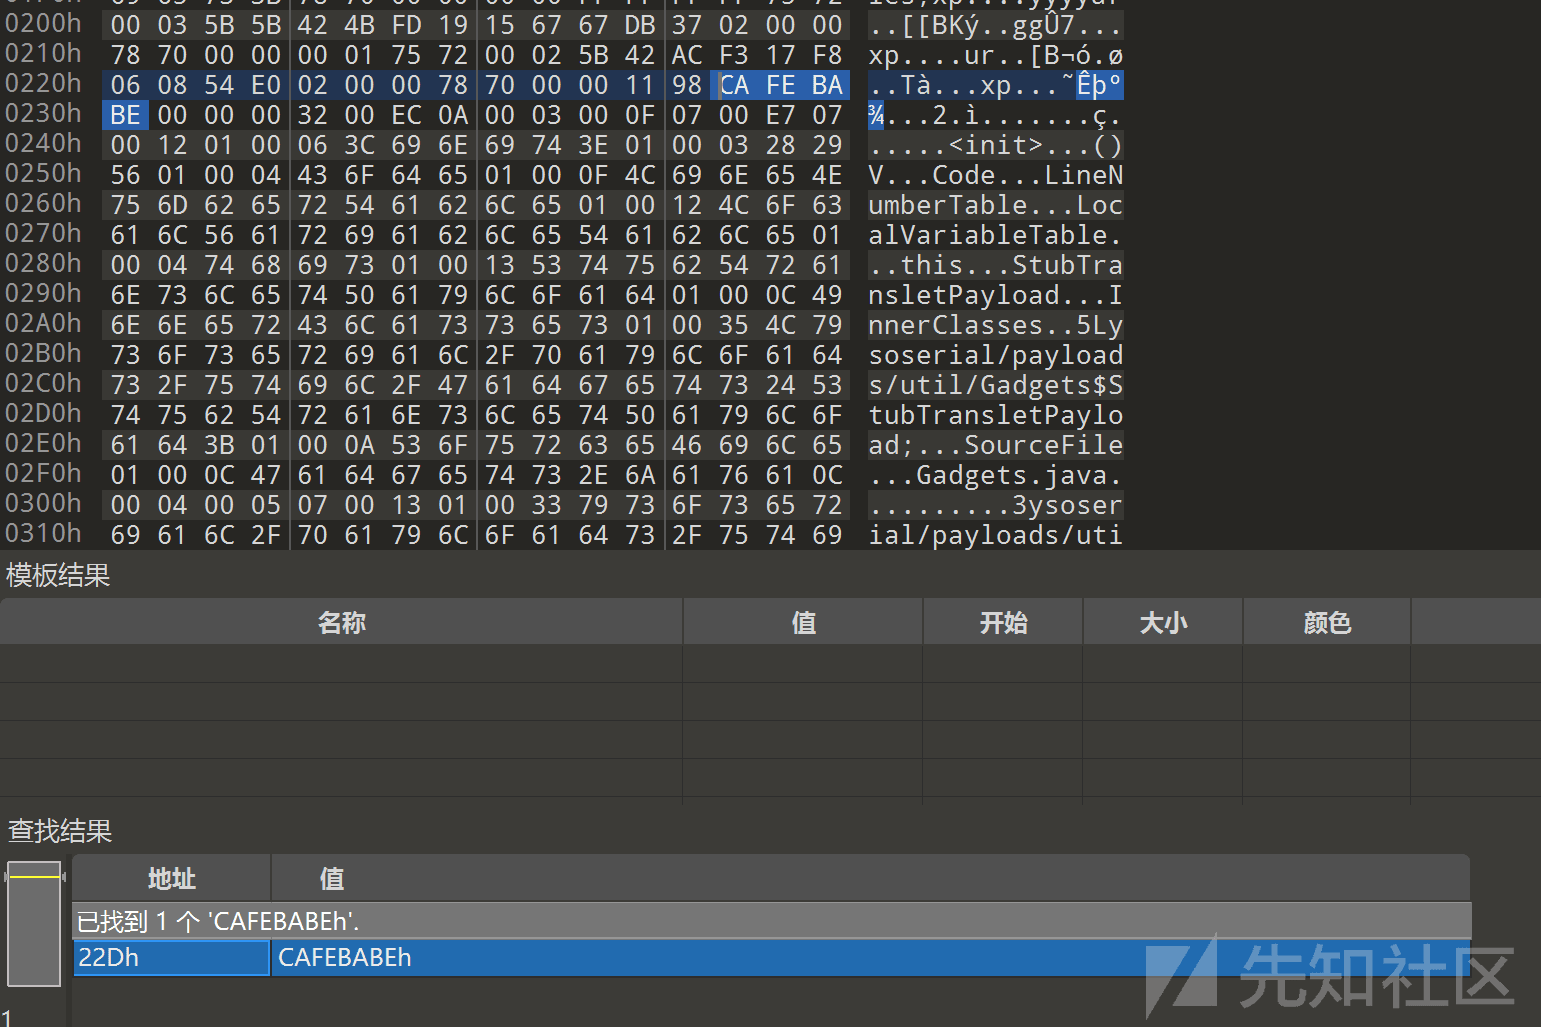 0200h 00 03 5B 5B 42 4B FD 19 15 67 67 DB 37 02 00 00 ..[[BKý..ggÛ7...
0210h 78 70 00 00 00 01 75 72 00 02 5B 42 AC F3 17 F8 xp....ur..[B¬ó.ø
0220h 06 08 54 E0 02 00 00 78 70 00 00 11 98 CA FE BA ..Tà...xp...˜Êþº
0230h BE 00 00 00 32 00 EC 0A 00 03 00 0F 07 00 E7 07 ¾...2.ì.......ç.
0240h 00 12 01 00 06 3C 69 6E 69 74 3E 01 00 03 28 29 .....<init>...()
0250h 56 01 00 04 43 6F 64 65 01 00 0F 4C 69 6E 65 4E V...Code...LineN
0260h 75 6D 62 65 72 54 61 62 6C 65 01 00 12 4C 6F 63 umberTable...Loc
0270h 61 6C 56 61 72 69 61 62 6C 65 54 61 62 6C 65 01 alVariableTable.
0280h 00 04 74 68 69 73 01 00 13 53 74 75 62 54 72 61 ..this...StubTra
0290h 6E 73 6C 65 74 50 61 79 6C 6F 61 64 01 00 0C 49 nsletPayload...I
02A0h 6E 6E 65 72 43 6C 61 73 73 65 73 01 00 35 4C 79 nnerClasses..5Ly
02B0h 73 6F 73 65 72 69 61 6C 2F 70 61 79 6C 6F 61 64 soserial/payload
02C0h 73 2F 75 74 69 6C 2F 47 61 64 67 65 74 73 24 53 s/util/Gadgets$S
02D0h 74 75 62 54 72 61 6E 73 6C 65 74 50 61 79 6C 6F tubTransletPaylo
02E0h 61 64 3B 01 00 0A 53 6F 75 72 63 65 46 69 6C 65 ad;...SourceFile
02F0h 01 00 0C 47 61 64 67 65 74 73 2E 6A 61 76 61 0C ...Gadgets.java.
0300h 00 04 00 05 07 00 13 01 00 33 79 73 6F 73 65 72 .........3ysoser
0310h 69 61 6C 2F 70 61 79 6C 6F 61 64 73 2F 75 74 69 ial/payloads/uti
模板结果
名称 值 开始 大小 颜色
查找结果
地址 值
已找到 1 个 'CAFEBABEh'.
22Dh CAFEBABEh
先知社区
1